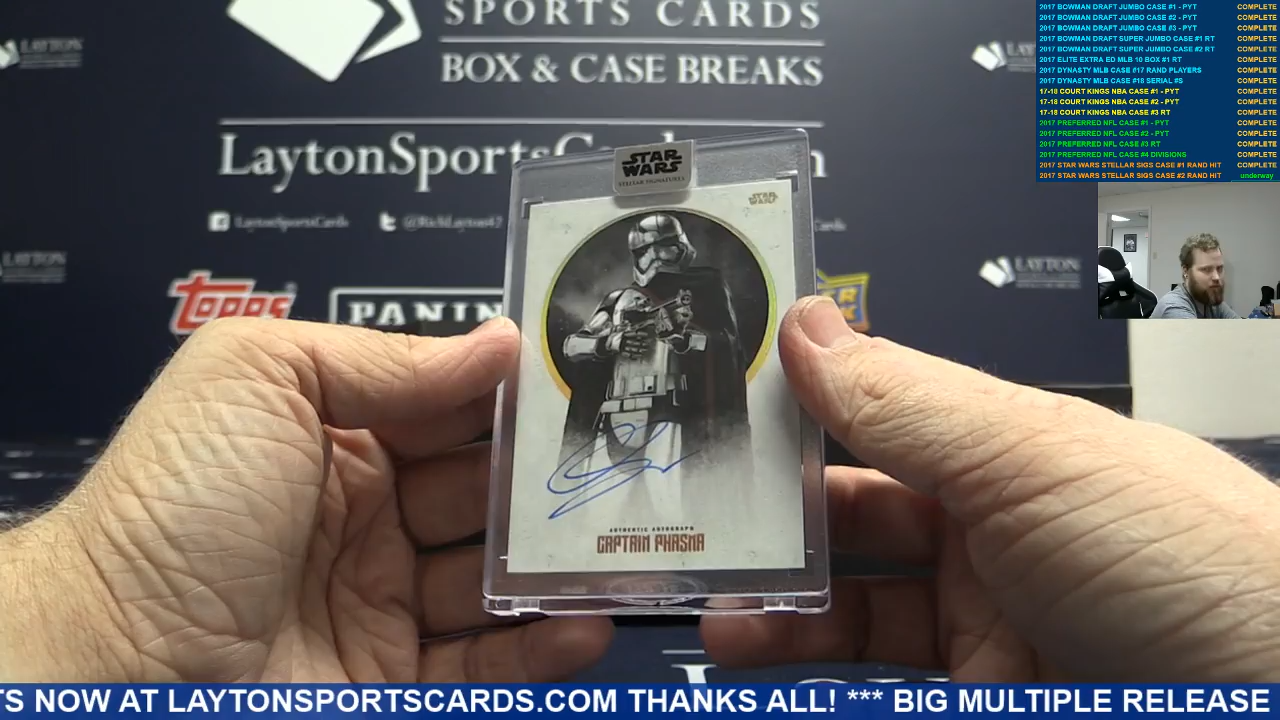 SPORTS CARDS
BOX & CASE BREAKS
LaytonSportsCards
LaytonSportsCards
@RichLayton47
LAYTON
LAYTON
LAYTON
LAYTON
topps
PANINI
STAR
WARS
STELLAR SIGNATURES
STAR
WARS
AUTHENTIC AUTOGRAPH
CAPTAIN PHASMA
2017 BOWMAN DRAFT JUMBO CASE #1 - PYT COMPLETE
2017 BOWMAN DRAFT JUMBO CASE #2 - PYT COMPLETE
2017 BOWMAN DRAFT JUMBO CASE #3 - PYT COMPLETE
2017 BOWMAN DRAFT SUPER JUMBO CASE #1 RT COMPLETE
2017 BOWMAN DRAFT SUPER JUMBO CASE #2 RT COMPLETE
2017 ELITE EXTRA ED MLB 10 BOX #1 RT COMPLETE
2017 DYNASTY MLB CASE #17 RAND PLAYERS COMPLETE
2017 DYNASTY MLB CASE #18 SERIAL #S COMPLETE
17-18 COURT KINGS NBA CASE #1 - PYT COMPLETE
17-18 COURT KINGS NBA CASE #2 - PYT COMPLETE
17-18 COURT KINGS NBA CASE #3 RT COMPLETE
2017 PREFERRED NFL CASE #1 - PYT COMPLETE
2017 PREFERRED NFL CASE #2 - PYT COMPLETE
2017 PREFERRED NFL CASE #3 RT COMPLETE
2017 PREFERRED NFL CASE #4 DIVISIONS COMPLETE
2017 STAR WARS STELLAR SIGS CASE #1 RAND HIT COMPLETE
2017 STAR WARS STELLAR SIGS CASE #2 RAND HIT underway
TS NOW AT LAYTONSPORTSCARDS.COM THANKS ALL! *** BIG MULTIPLE RELEASE